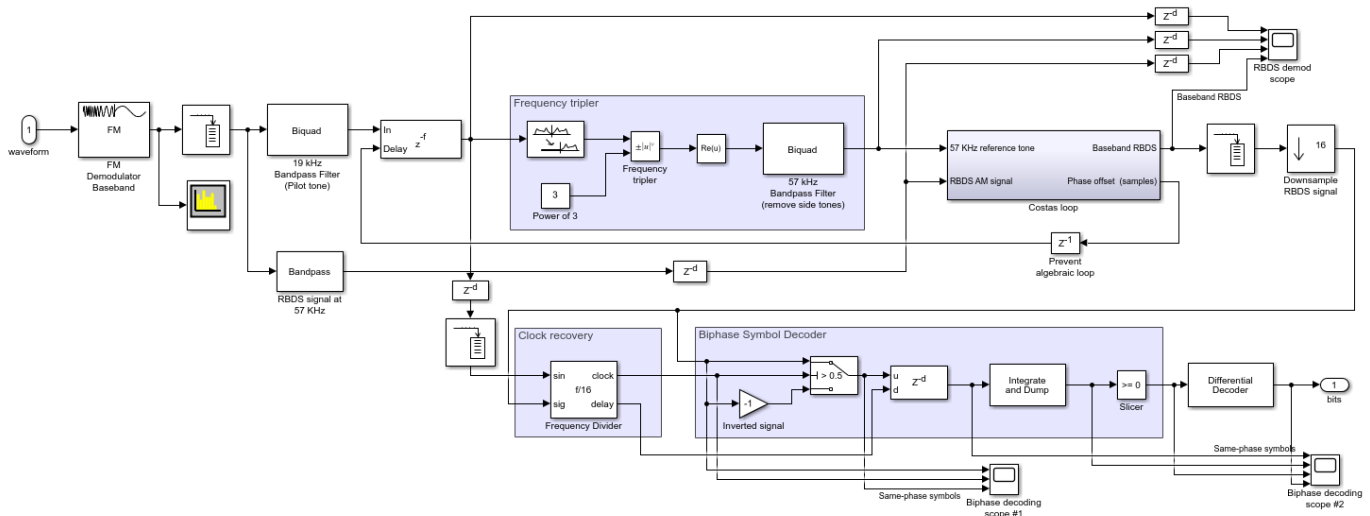 Z-d
Z-d
Z-d
RBDS demod
scope
Baseband RBDS
1
waveform
FM
FM
Demodulator
Baseband
Biquad
19 kHz
Bandpass Filter
(Pilot tone)
In
Delay
z-f
Frequency tripler
3
Power of 3
±|u|v
Frequency
tripler
Re(u)
Biquad
57 kHz
Bandpass Filter
(remove side tones)
57 KHz reference tone
RBDS AM signal
Baseband RBDS
Phase offset (samples)
Costas loop
16
Downsample
RBDS signal
Z-1
Prevent
algebraic loop
Bandpass
RBDS signal at
57 KHz
Z-d
Z-d
Clock recovery
sin
sig
f/16
clock
delay
Frequency Divider
Biphase Symbol Decoder
-1
Inverted signal
> 0.5
u
d
Z-d
Integrate
and Dump
>= 0
Slicer
Differential
Decoder
1
bits
Same-phase symbols
Biphase decoding
scope #1
Same-phase symbols
Biphase decoding
scope #2